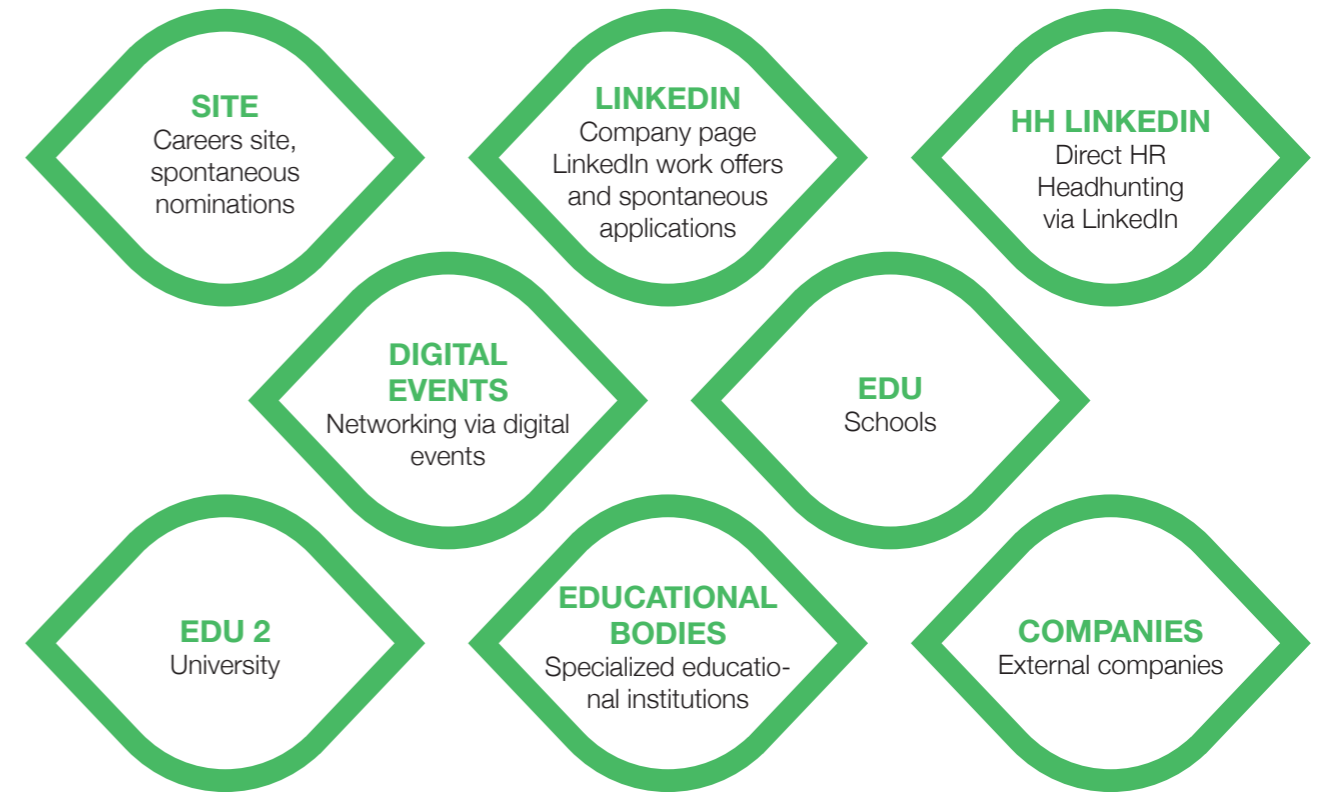 SITE
Careers site,
spontaneous
nominations
LINKEDIN
Company page
LinkedIn work offers
and spontaneous
applications
HH LINKEDIN
Direct HR
Headhunting
via LinkedIn
DIGITAL
EVENTS
Networking via digital
events
EDU
Schools
EDU 2
University
EDUCATIONAL
BODIES
Specialized educatio-
nal institutions
COMPANIES
External companies